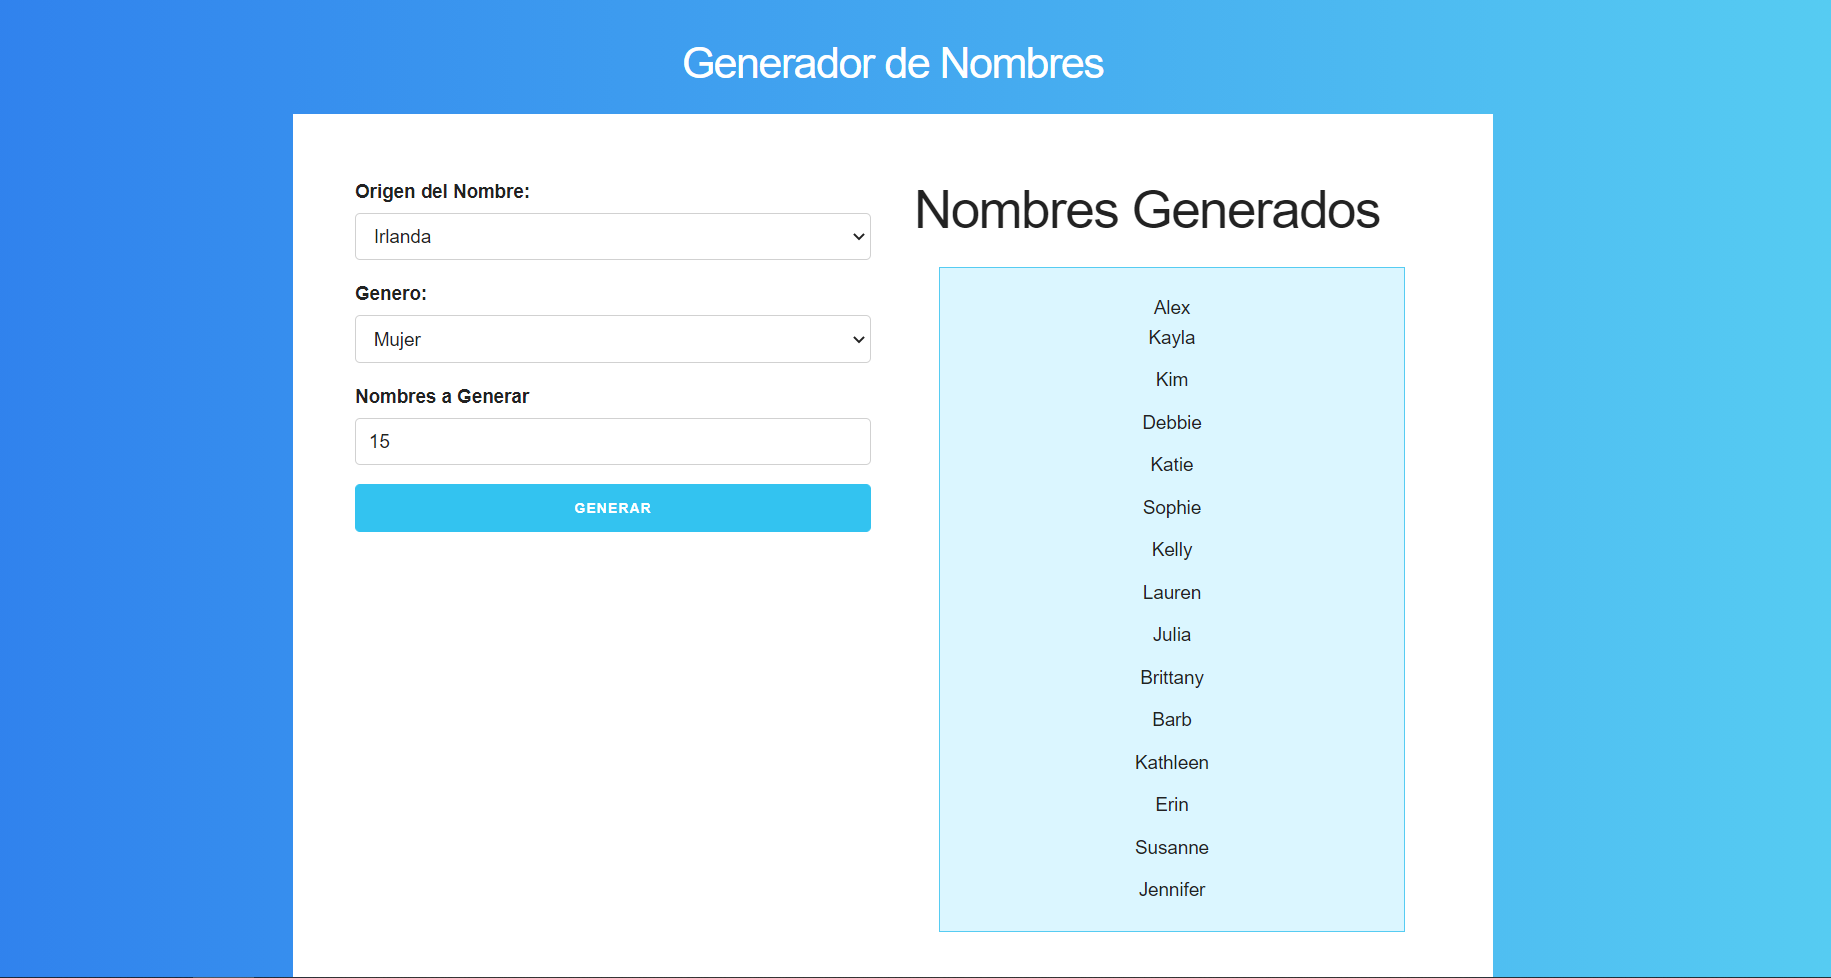 Generador de Nombres
Origen del Nombre:
Irlanda
Genero:
Mujer
Nombres a Generar
15
GENERAR
Nombres Generados
Alex
Kayla
Kim
Debbie
Katie
Sophie
Kelly
Lauren
Julia
Brittany
Barb
Kathleen
Erin
Susanne
Jennifer